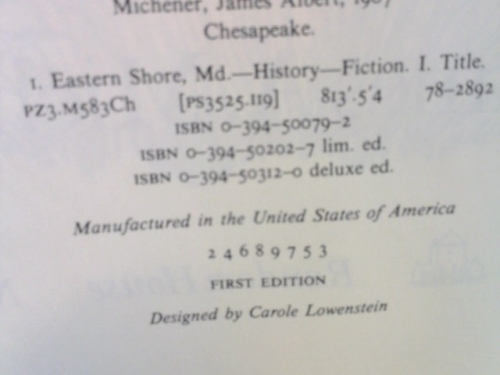 Michener, James Albert, 1907
Chesapeake.
1. Eastern Shore, Md.—History—Fiction. I. Title.
PZ3.M583Ch [PS3525.I19] 813'.5'4 78-2892
ISBN 0-394-50079-2
ISBN 0-394-50202-7 lim. ed.
ISBN 0-394-50312-0 deluxe ed.
Manufactured in the United States of America
2 4 6 8 9 7 5 3
FIRST EDITION
Designed by Carole Lowenstein